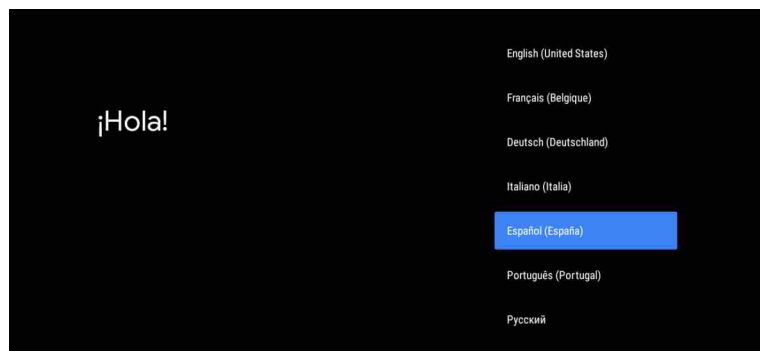 ¡Hola!
English (United States)
Français (Belgique)
Deutsch (Deutschland)
Italiano (Italia)
Español (España)
Português (Portugal)
Русский